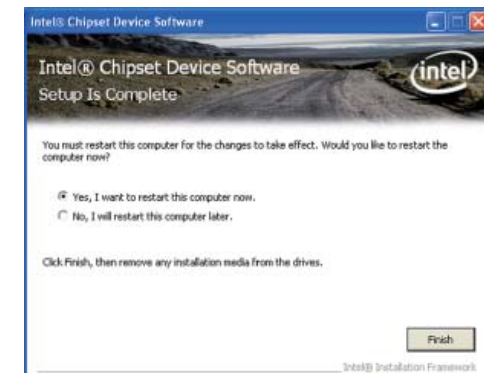 Intel® Chipset Device Software
Intel® Chipset Device Software
Setup Is Complete
intel
You must restart this computer for the changes to take effect. Would you like to restart the
computer now?
Yes, I want to restart this computer now.
No, I will restart this computer later.
Click Finish, then remove any installation media from the drives.
Finish
Intel® Installation Framework